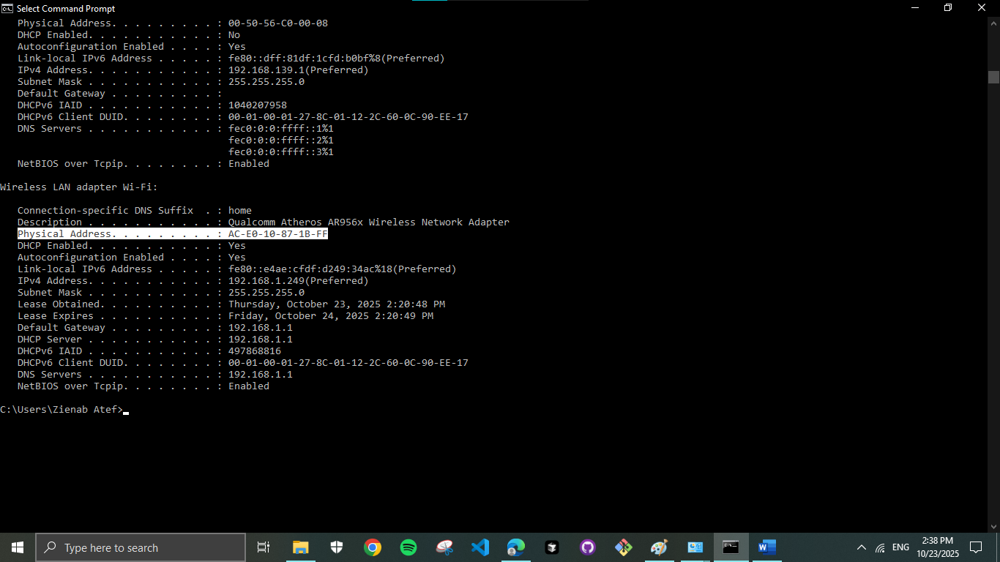 Select Command Prompt
Physical Address. . . . . . . . . : 00-50-56-C0-00-08
DHCP Enabled. . . . . . . . . . . : No
Autoconfiguration Enabled . . . . : Yes
Link-local IPv6 Address . . . . . : fe80::dff:81df:1cfd:b0bf%8(Preferred)
IPv4 Address. . . . . . . . . . . : 192.168.139.1(Preferred)
Subnet Mask . . . . . . . . . . . : 255.255.255.0
Default Gateway . . . . . . . . . :
DHCPv6 IAID . . . . . . . . . . . : 1040207958
DHCPv6 Client DUID. . . . . . . . : 00-01-00-01-27-8C-01-12-2C-60-0C-90-EE-17
DNS Servers . . . . . . . . . . . : fec0:0:0:ffff::1%1
fec0:0:0:ffff::2%1
fec0:0:0:ffff::3%1
NetBIOS over Tcpip. . . . . . . . : Enabled
Wireless LAN adapter Wi-Fi:
Connection-specific DNS Suffix  . : home
Description . . . . . . . . . . . : Qualcomm Atheros AR956x Wireless Network Adapter
Physical Address. . . . . . . . . : AC-E0-10-87-1B-FF
DHCP Enabled. . . . . . . . . . . : Yes
Autoconfiguration Enabled . . . . : Yes
Link-local IPv6 Address . . . . . : fe80::e4ae:cfdf:d249:34ac%18(Preferred)
IPv4 Address. . . . . . . . . . . : 192.168.1.249(Preferred)
Subnet Mask . . . . . . . . . . . : 255.255.255.0
Lease Obtained. . . . . . . . . . : Thursday, October 23, 2025 2:20:48 PM
Lease Expires . . . . . . . . . . : Friday, October 24, 2025 2:20:49 PM
Default Gateway . . . . . . . . . : 192.168.1.1
DHCP Server . . . . . . . . . . . : 192.168.1.1
DHCPv6 IAID . . . . . . . . . . . : 497868816
DHCPv6 Client DUID. . . . . . . . : 00-01-00-01-27-8C-01-12-2C-60-0C-90-EE-17
DNS Servers . . . . . . . . . . . : 192.168.1.1
NetBIOS over Tcpip. . . . . . . . : Enabled
C:\Users\Zienab Atef>
Type here to search
ENG
2:38 PM
10/23/2025